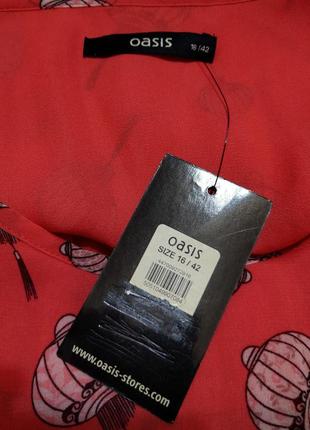 oasis
16 /42
oasis
SIZE 16 / 42
www.oasis-stores.com